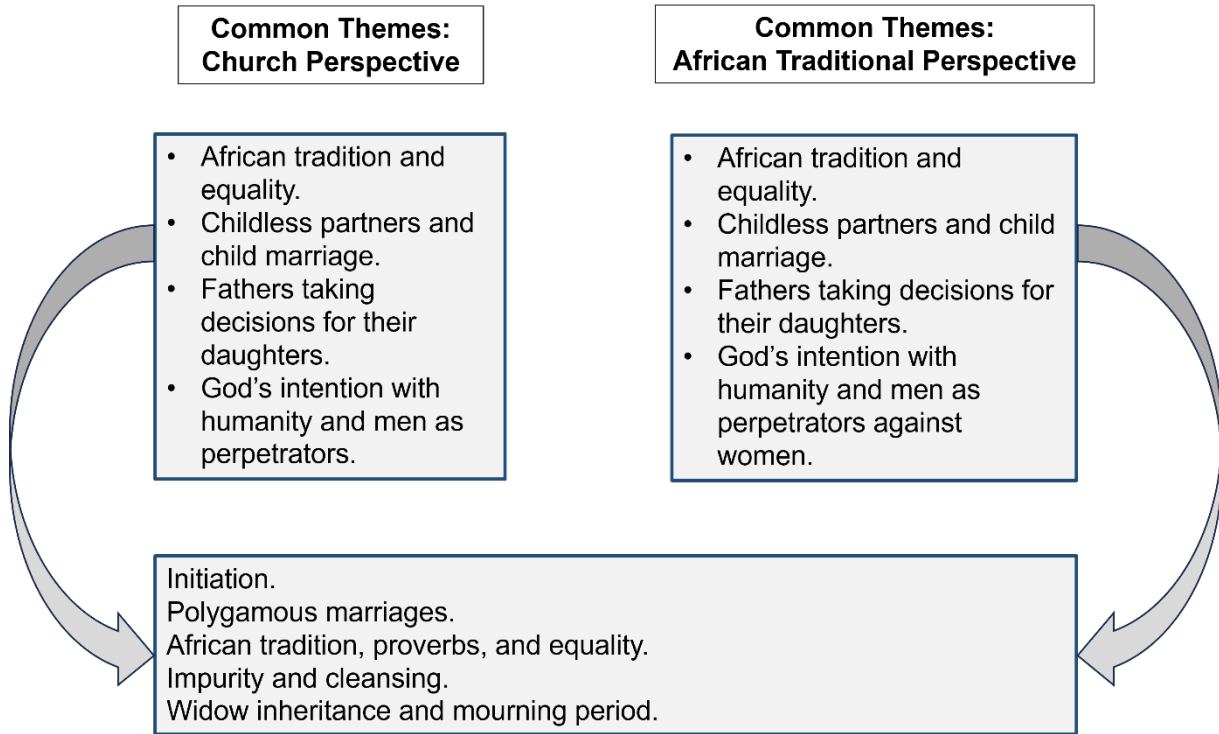 Common Themes:
Church Perspective
Common Themes:
African Traditional Perspective
• African tradition and
equality.
• Childless partners and
child marriage.
• Fathers taking
decisions for their
daughters.
• God’s intention with
humanity and men as
perpetrators.
• African tradition and
equality.
• Childless partners and child
marriage.
• Fathers taking decisions for
their daughters.
• God’s intention with
humanity and men as
perpetrators against
women.
Initiation.
Polygamous marriages.
African tradition, proverbs, and equality.
Impurity and cleansing.
Widow inheritance and mourning period.